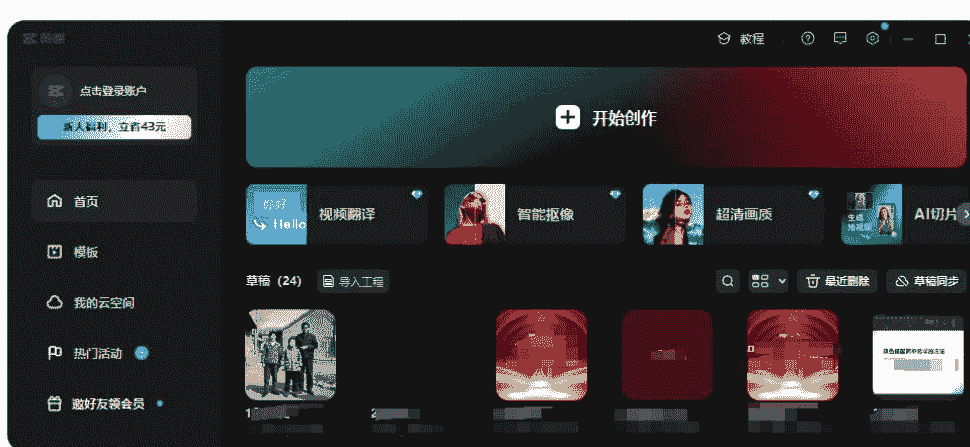 教程
点击登录账户
新人福利，立省43元
开始创作
首页
你好
Hello
视频翻译
智能抠像
超清画质
生成
AI切片
模板
草稿 (24)
导入工程
最近删除
草稿同步
我的云空间
热门活动
邀好友领会员